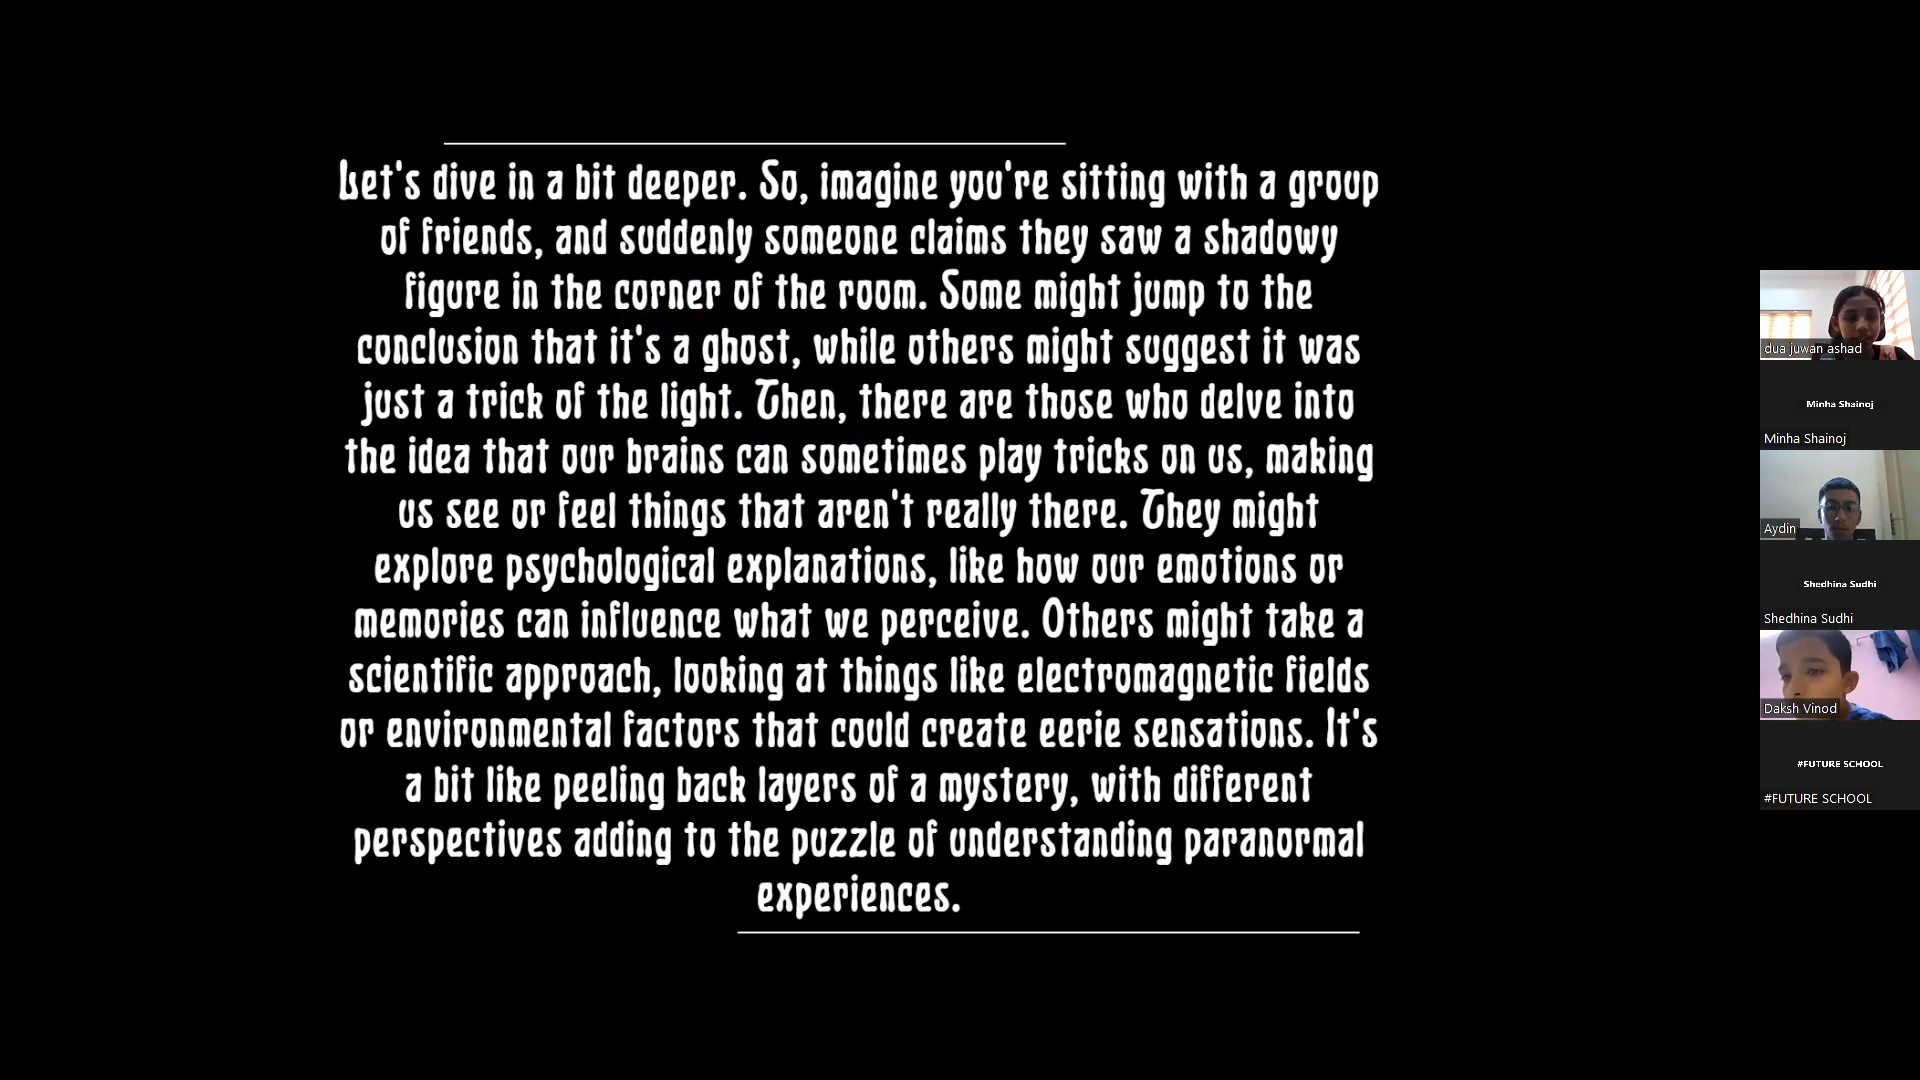 Let's dive in a bit deeper. So, imagine you're sitting with a group
of friends, and suddenly someone claims they saw a shadowy
figure in the corner of the room. Some might jump to the
conclusion that it's a ghost, while others might suggest it was
just a trick of the light. Then, there are those who delve into
the idea that our brains can sometimes play tricks on us, making
us see or feel things that aren't really there. They might
explore psychological explanations, like how our emotions or
memories can influence what we perceive. Others might take a
scientific approach, looking at things like electromagnetic fields
or environmental factors that could create eerie sensations. It's
a bit like peeling back layers of a mystery, with different
perspectives adding to the puzzle of understanding paranormal
experiences.
dua juwan ashad
Minha Shainoj
Minha Shainoj
Aydin
Shedhina Sudhi
Shedhina Sudhi
Daksh Vinod
#FUTURE SCHOOL
#FUTURE SCHOOL